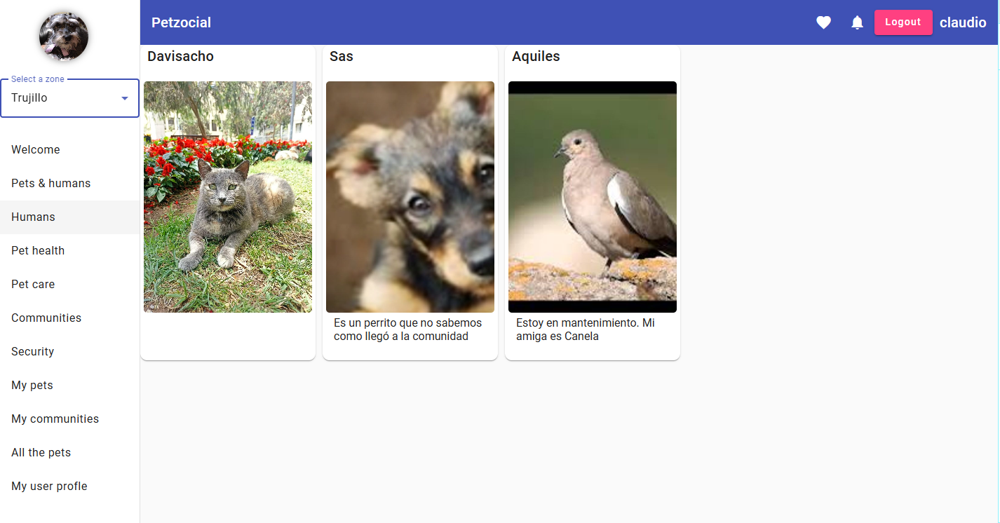 Petzocial
Logout
claudio
Select a zone
Trujillo
Welcome
Pets & humans
Humans
Pet health
Pet care
Communities
Security
My pets
My communities
All the pets
My user profle
Davisacho
Sas
Es un perrito que no sabemos
como llegó a la comunidad
Aquiles
Estoy en mantenimiento. Mi
amiga es Canela